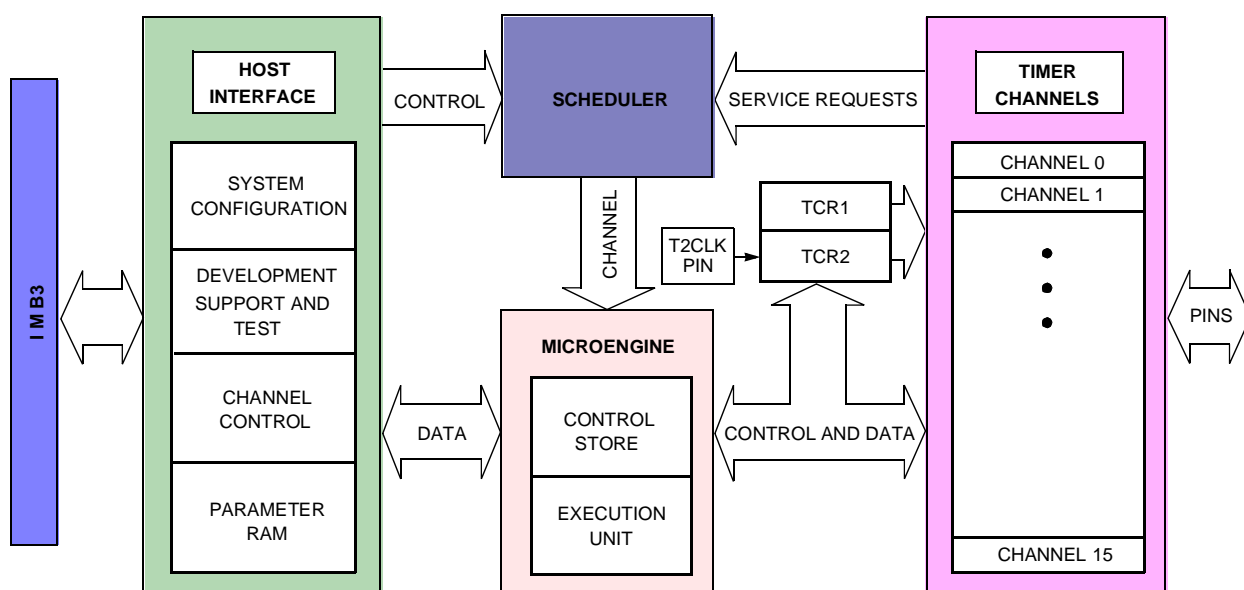 I M B3
HOST
INTERFACE
SYSTEM
CONFIGURATION
DEVELOPMENT
SUPPORT AND
TEST
CHANNEL
CONTROL
PARAMETER
RAM
CONTROL
SCHEDULER
SERVICE REQUESTS
CHANNEL
T2CLK
PIN
TCR1
TCR2
MICROENGINE
CONTROL
STORE
EXECUTION
UNIT
DATA
CONTROL AND DATA
TIMER
CHANNELS
CHANNEL 0
CHANNEL 1
CHANNEL 15
PINS